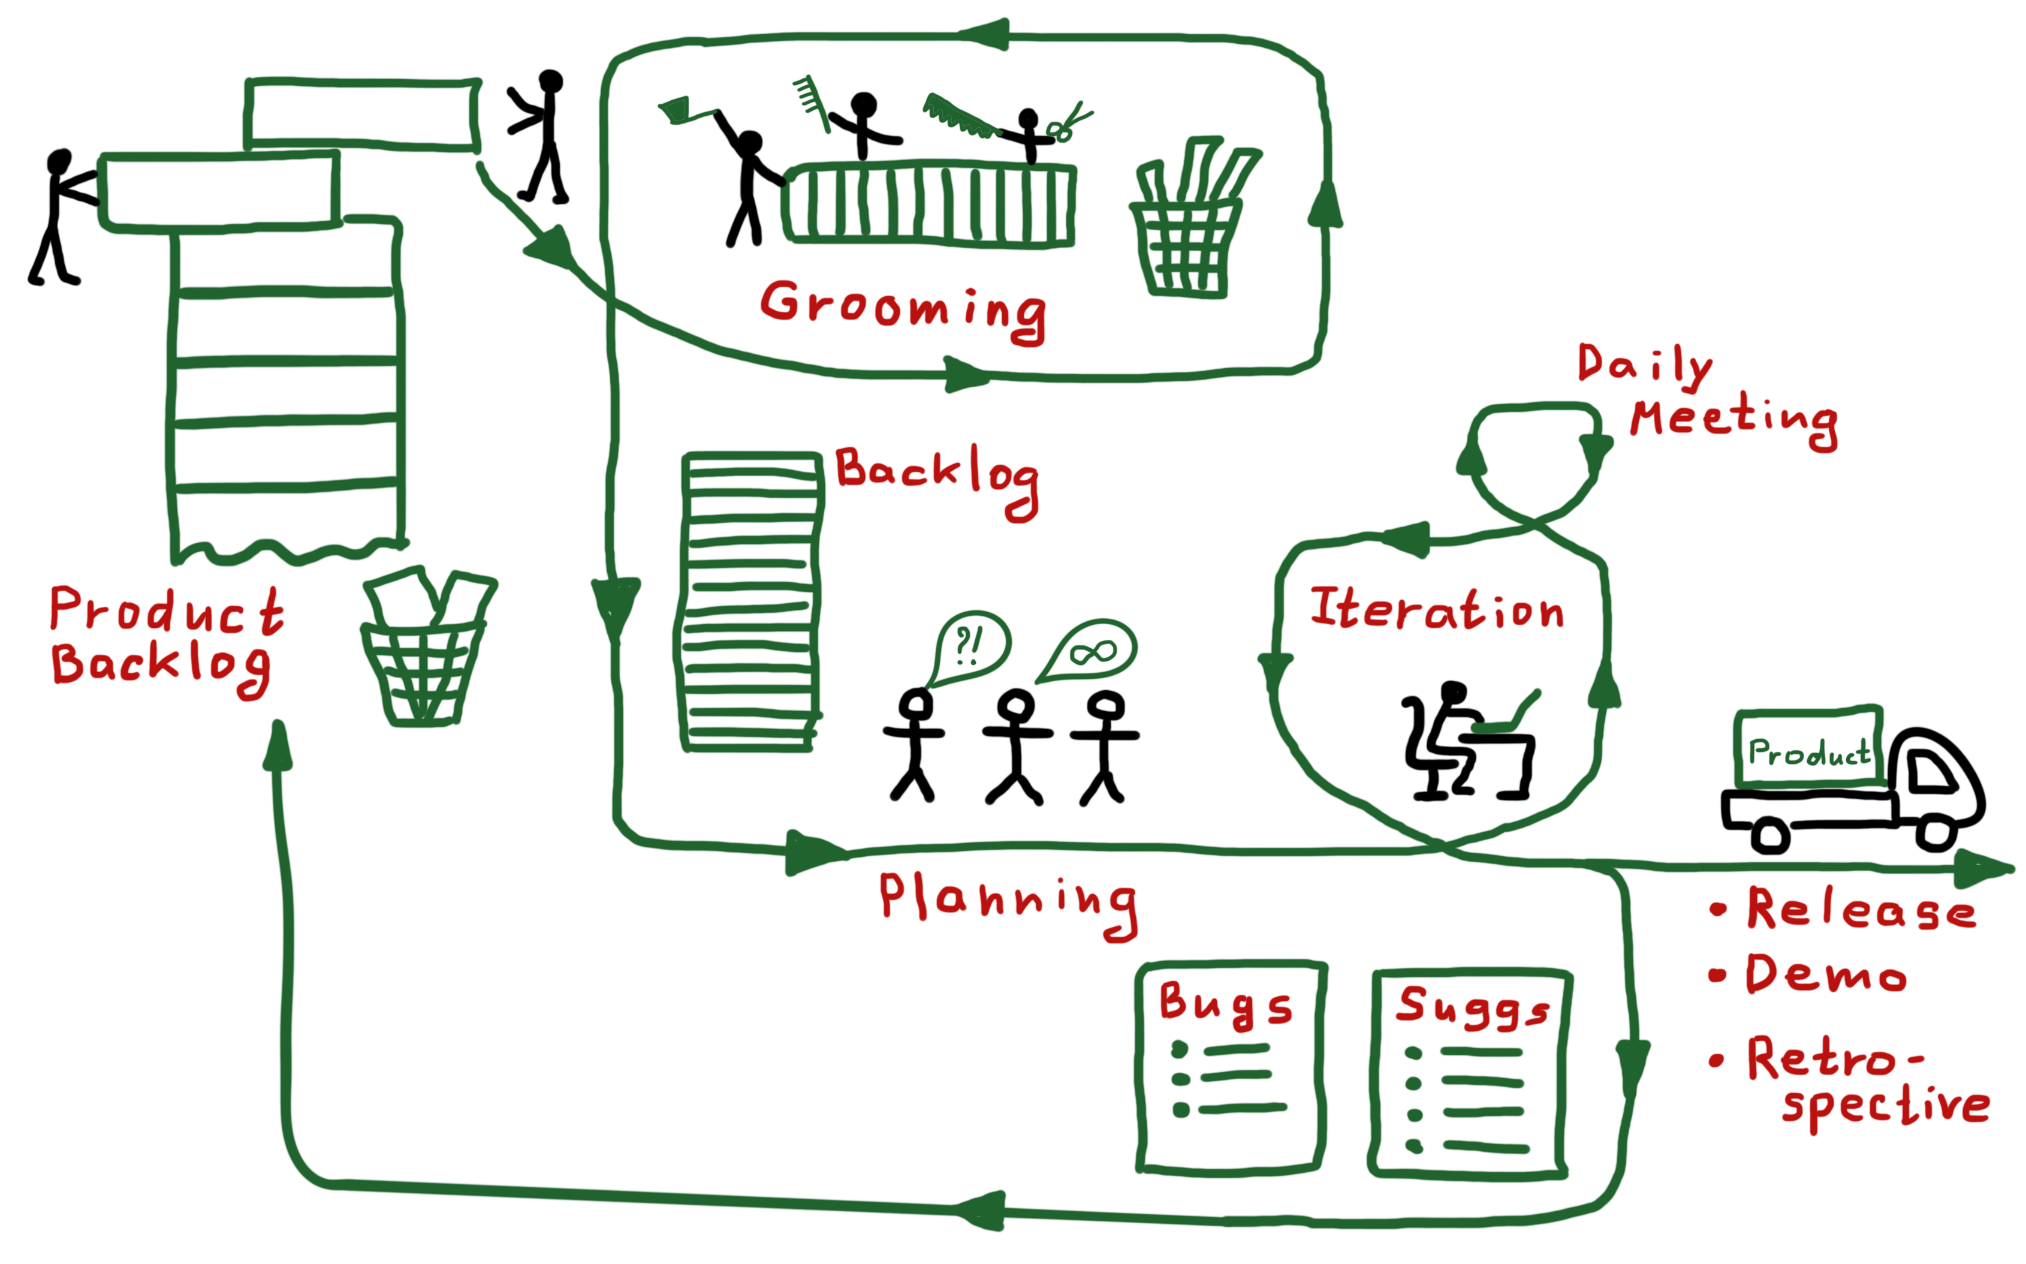 Grooming
Daily
Meeting
Backlog
Product
Backlog
Iteration
?!
∞
Product
Planning
• Release
• Demo
• Retro-
spective
Bugs
Suggs